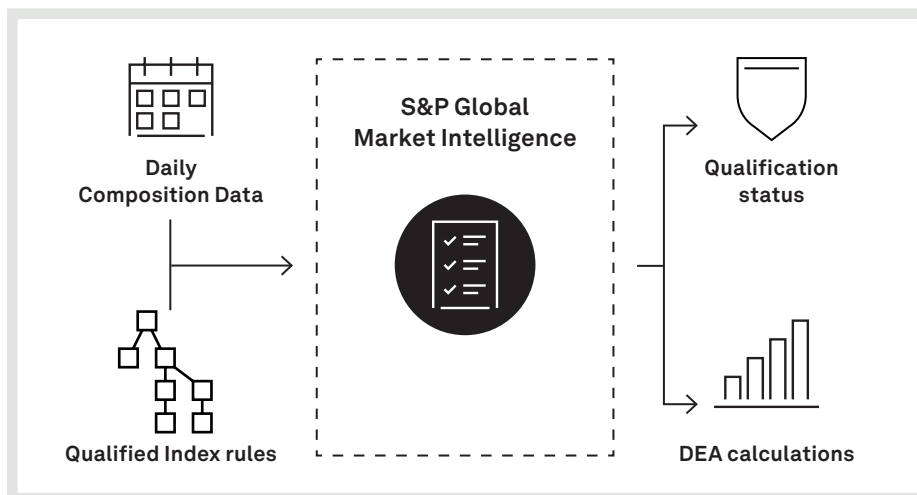 Daily
Composition Data
Qualified Index rules
S&P Global
Market Intelligence
Qualification
status
DEA calculations